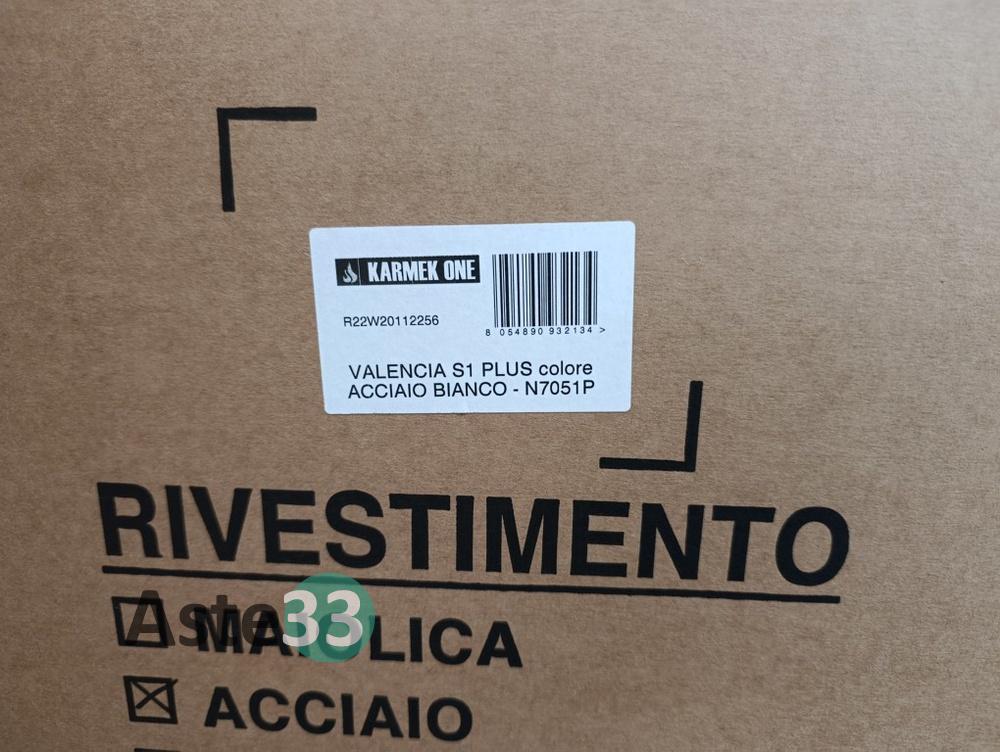 KARMEK ONE
R22W20112256
8 054890 932134 >
VALENCIA S1 PLUS colore
ACCIAIO BIANCO - N7051P
RIVESTIMENTO
MAIOLICA
Aste33
ACCIAIO